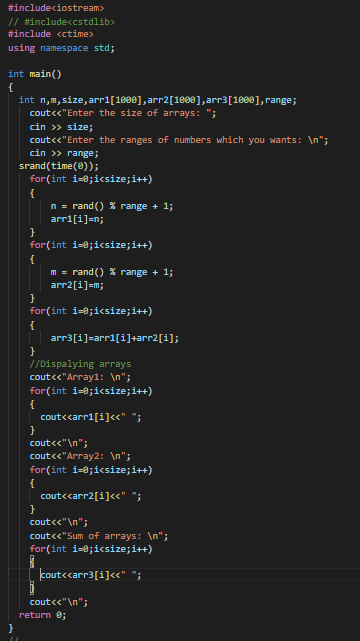 #include<iostream>
// #include<cstdlib>
#include <ctime>
using namespace std;

int main()
{
  int n,m,size,arr1[1000],arr2[1000],arr3[1000],range;
    cout<<"Enter the size of arrays: ";
    cin >> size;
    cout<<"Enter the ranges of numbers which you wants: \n";
    cin >> range;
  srand(time(0));
    for(int i=0;i<size;i++)
    {
        n = rand() % range + 1;
        arr1[i]=n;
    }
    for(int i=0;i<size;i++)
    {
        m = rand() % range + 1;
        arr2[i]=m;
    }
    for(int i=0;i<size;i++)
    {
        arr3[i]=arr1[i]+arr2[i];
    }
    //Dispalying arrays
    cout<<"Array1: \n";
    for(int i=0;i<size;i++)
    {
      cout<<arr1[i]<<" ";
    }
    cout<<"\n";
    cout<<"Array2: \n";
    for(int i=0;i<size;i++)
    {
      cout<<arr2[i]<<" ";
    }
    cout<<"\n";
    cout<<"Sum of arrays: \n";
    for(int i=0;i<size;i++)
    {
      cout<<arr3[i]<<" ";
    }
    cout<<"\n";
  return 0;
}
//